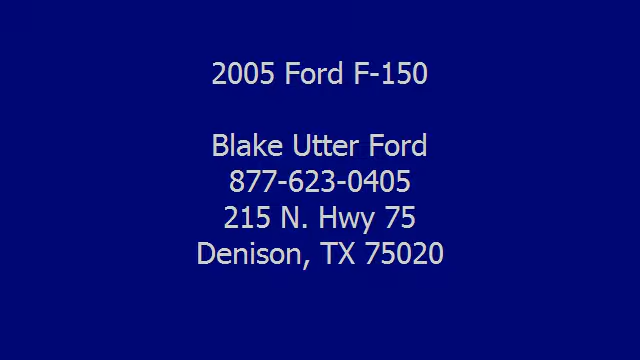 2005 Ford F-150
Blake Utter Ford
877-623-0405
215 N. Hwy 75
Denison, TX 75020